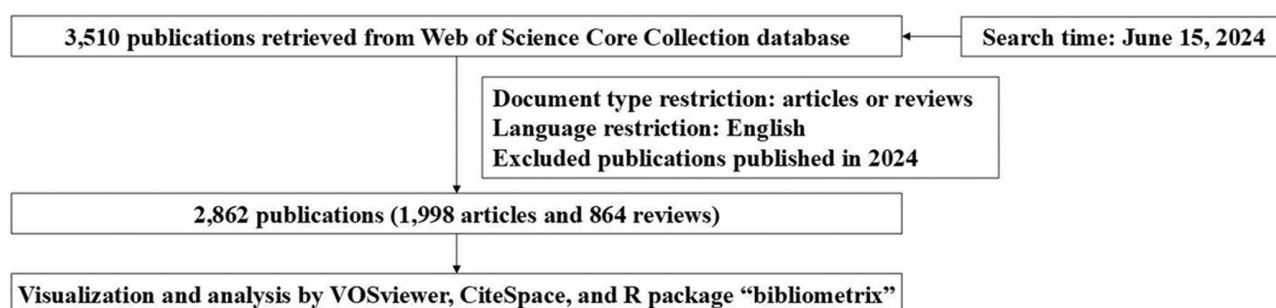 3,510 publications retrieved from Web of Science Core Collection database
Search time: June 15, 2024
Document type restriction: articles or reviews
Language restriction: English
Excluded publications published in 2024
2,862 publications (1,998 articles and 864 reviews)
Visualization and analysis by VOSviewer, CiteSpace, and R package “bibliometrix”